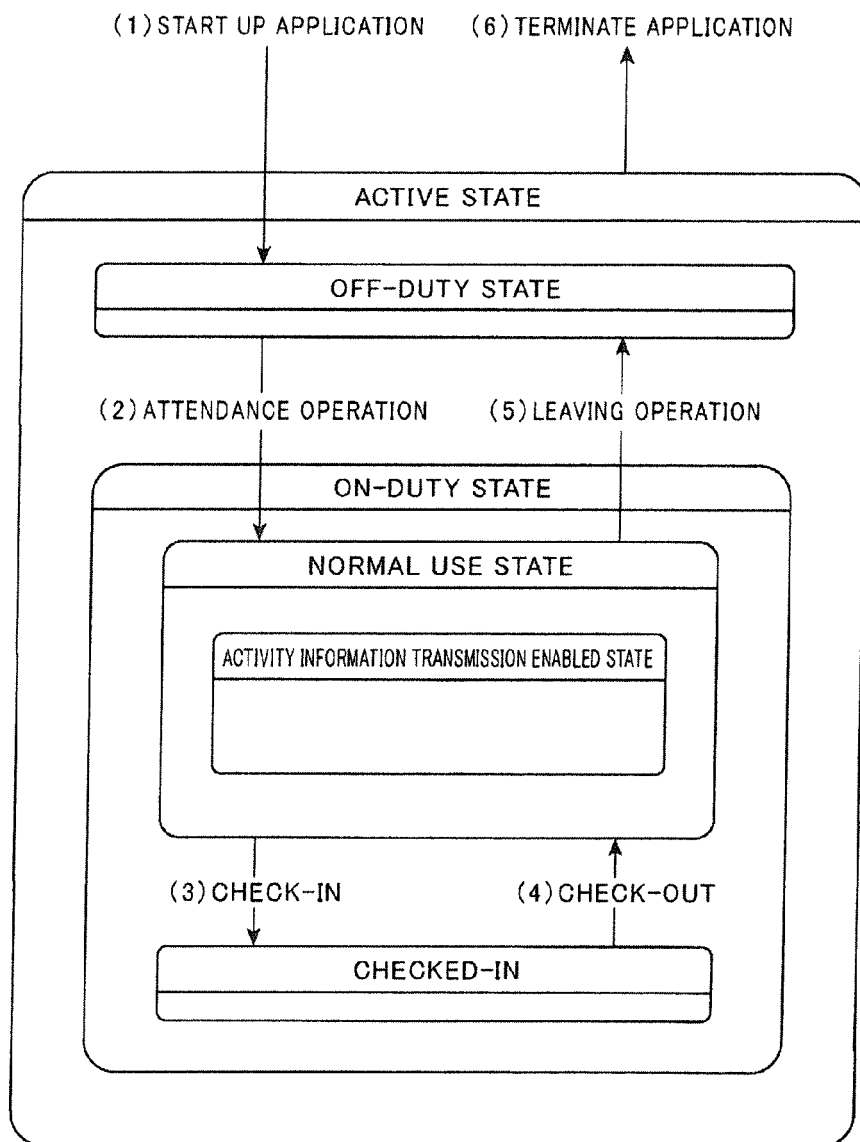 (1) START UP APPLICATION
(6) TERMINATE APPLICATION
ACTIVE STATE
OFF-DUTY STATE
(2) ATTENDANCE OPERATION
(5) LEAVING OPERATION
ON-DUTY STATE
NORMAL USE STATE
ACTIVITY INFORMATION TRANSMISSION ENABLED STATE
(3) CHECK-IN
(4) CHECK-OUT
CHECKED-IN